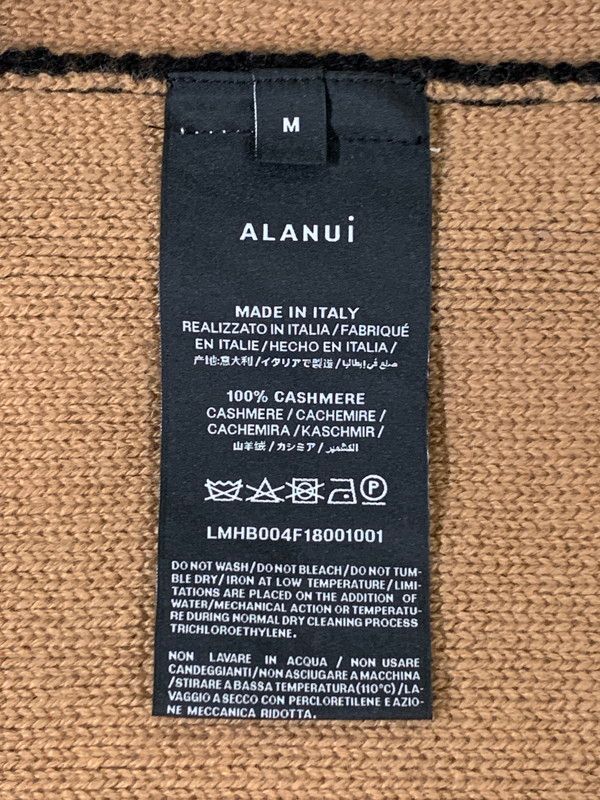 M
ALANUi
MADE IN ITALY
REALIZZATO IN ITALIA/FABRIQUÉ
EN ITALIE/HECHO EN ITALIA/
产地:意大利/イタリアで製造/صنع في إيطاليا
100% CASHMERE
CASHMERE/CACHEMIRE/
CACHEMIRA/KASCHMIR/
山羊绒/カシミア/الكشمير
P
LMHB004F18001001
DO NOT WASH/DO NOT BLEACH/DO NOT TUM-
BLE DRY/IRON AT LOW TEMPERATURE/LIMI-
TATIONS ARE PLACED ON THE ADDITION OF
WATER/MECHANICAL ACTION OR TEMPERATU-
RE DURING NORMAL DRY CLEANING PROCESS
TRICHLOROETHYLENE.
NON LAVARE IN ACQUA / NON USARE
CANDEGGIANTI/NON ASCIUGARE A MACCHINA
/STIRARE A BASSA TEMPERATURA(110°C)/LA-
VAGGIO A SECCO CON PERCLORETILENE E AZIO-
NE MECCANICA RIDOTTA.